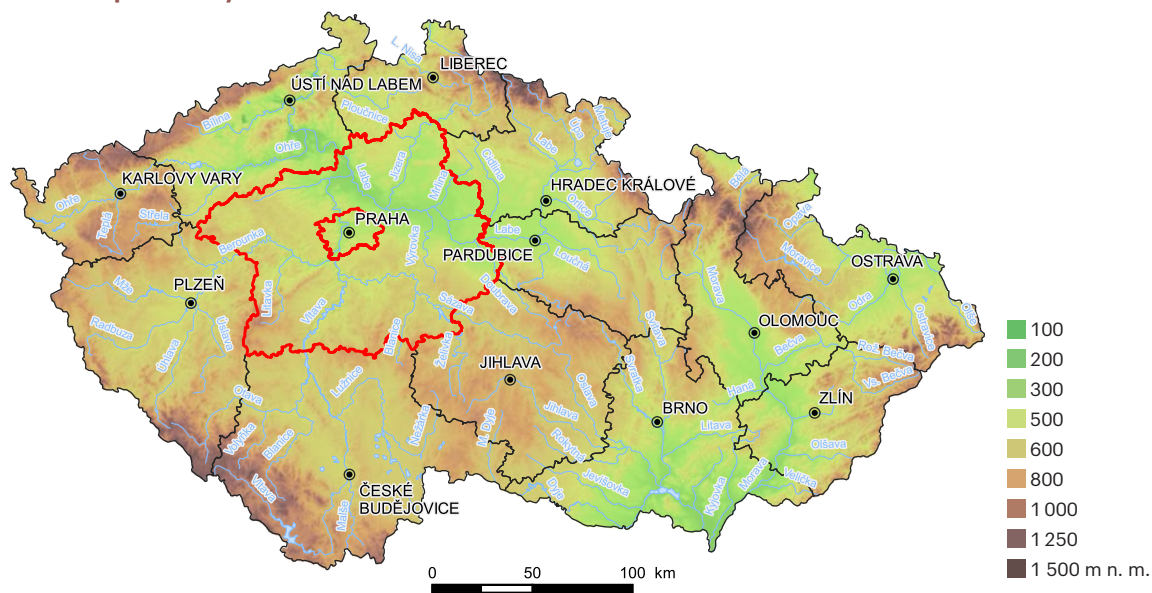 L. Nisa
LIBEREC
ÚSTÍ NAD LABEM
Ploučnice
Bílina
Úpa
Metuje
Labe
Ohře
Cidlina
Jizera
Labe
Mrlina
KARLOVY VARY
HRADEC KRÁLOVÉ
Bělá
Ohře
Teplá
Střela
Orlice
PRAHA
Opava
Labe
Berounka
Výrovka
PARDUBICE
Loučná
Moravice
OSTRAVA
Mže
PLZEŇ
Litavka
Vltava
Sázava
Doubrava
Morava
Odra
Ostravice
Olše
Radbuza
Úhlava
Úslava
Blanice
Želivka
Svitava
OLOMOUC
Bečva
Rož. Bečva
Vs. Bečva
JIHLAVA
Svratka
Oslava
Lužnice
Otava
Haná
ZLÍN
BRNO
Jihlava
Litava
Volyňka
Blanice
Nežárka
M. Dyje
Rokytná
Olšava
Vltava
Jevišovka
Dyje
Kyjovka
Morava
Velička
ČESKÉ
BUDĚJOVICE
Malše
0 50 100 km
100
200
300
500
600
800
1 000
1 250
1 500 m n. m.